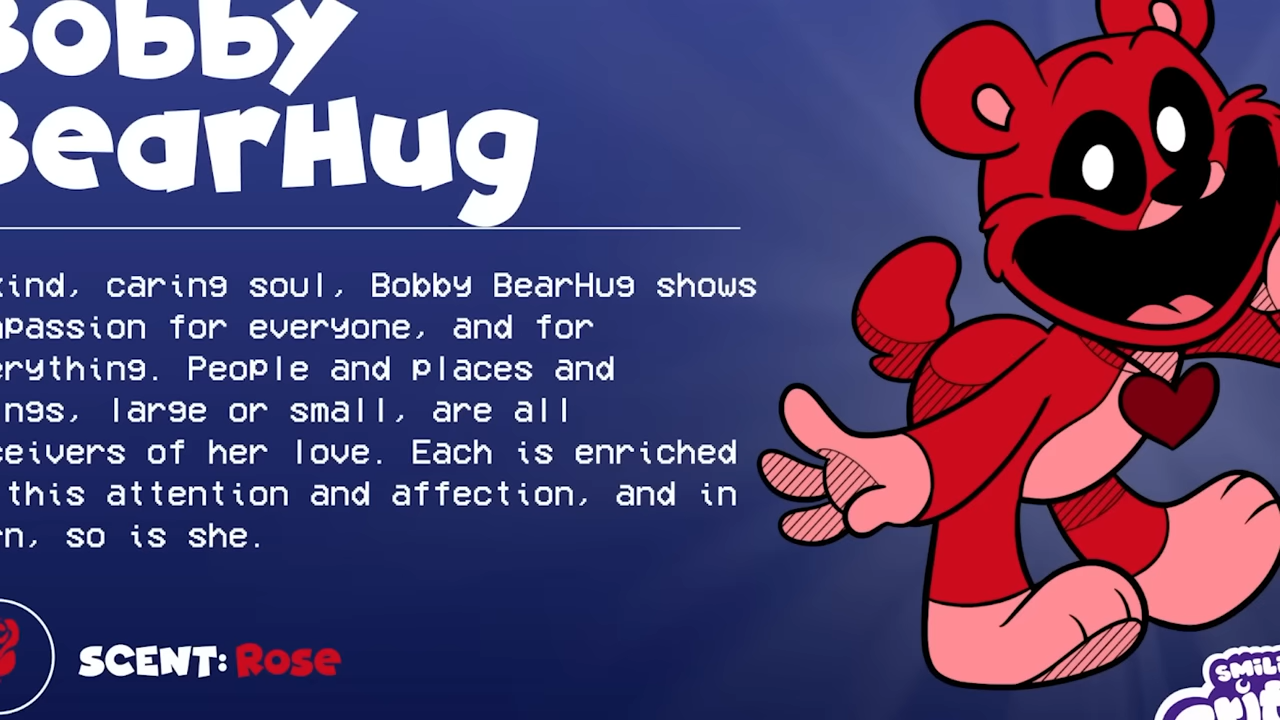 Bobby
BearHug
kind, caring soul, Bobby BearHug shows
mpassion for everyone, and for
erything. People and places and
ings, large or small, are all
ceivers of her love. Each is enriched
this attention and affection, and in
rn, so is she.
SCENT: Rose
SMILI